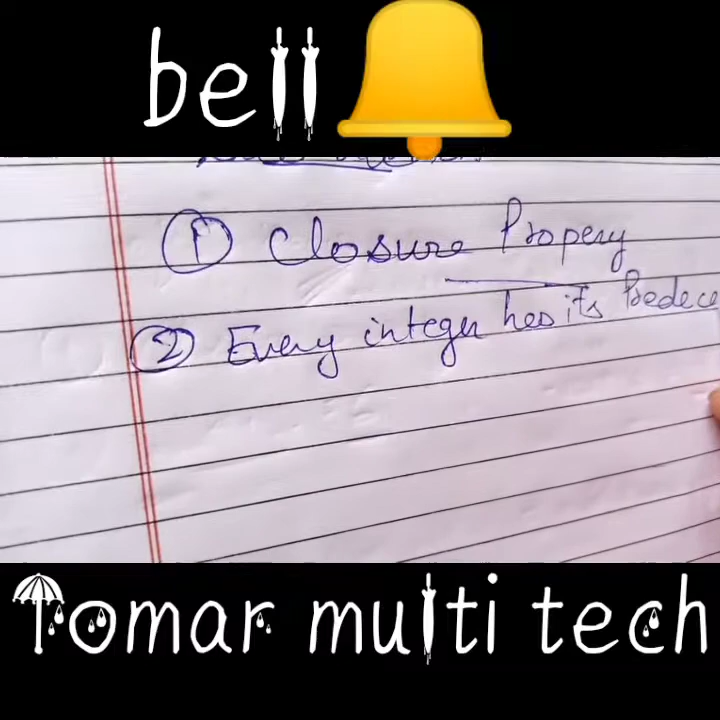 bell
① Closure Propery
② Every integer has its Predece
Tomar multi tech